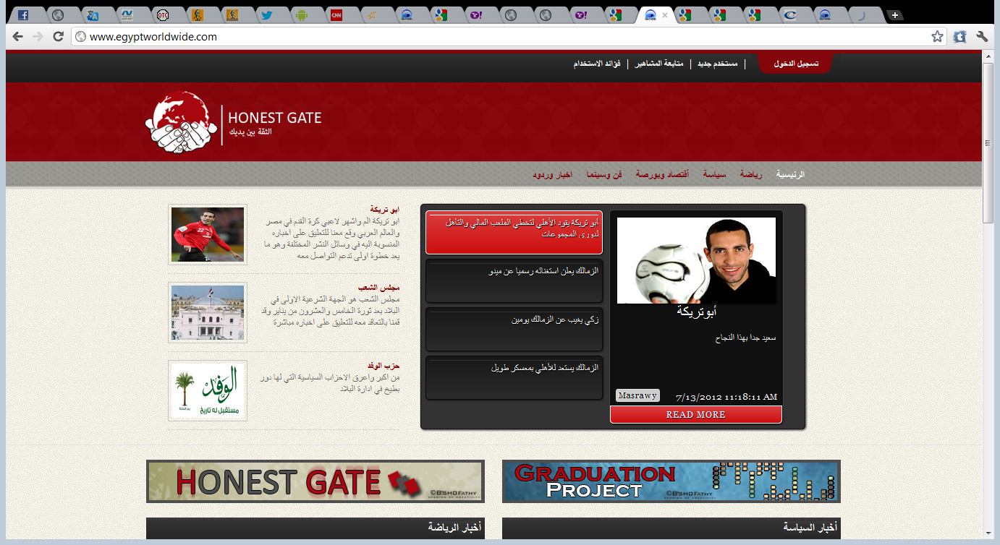 www.egyptworldwide.com
تسجيل الدخول
| مستخدم جديد | متابعة المشاهير | فؤائد الاستخدام
HONEST GATE
الثقة بين يديك
الرئيسية رياضة سياسة أقتصاد وبورصة فن وسينما اخبار وردود
أبوتريكة
سعيد جدا بهذا النجاح
Masrawy
7/13/2012 11:18:11 AM
READ MORE
أبو تريكة يقود الأهلي لتخطي الملعب المالي والتأهل
لدوري المجموعات
الزمالك يعلن استغنائه رسميا عن ميدو
زكي يغيب عن الزمالك يومين
الزمالك يستعد للأهلي بمعسكر طويل
ابو تريكة
ابو تريكة الم واشهر لاعبي كرة القدم في مصر
والعالم العربي وقع معنا للتعليق على اخباره
المنسوبة اليه في وسائل النشر المختلفة وهو ما
يعد خطوة اولى تدعم التواصل معه
مجلس الشعب
مجلس الشعب هو الجهة الشرعية الاولى في
البلاد بعد ثورة الخامس والعشرون من يناير وقد
قمنا بالتعاقد معه للتعليق على اخباره مباشرة
حزب الوفد
من اكبر واعرق الاحزاب السياسية التي لها دور
بطيخ في ادارة البلاد
الوفد
مستقبل له تاريخ
HONEST GATE
©B'SHOFATHY
GRADUATION
PROJECT
©B'SHOFATHY
أخبار السياسة
أخبار الرياضة